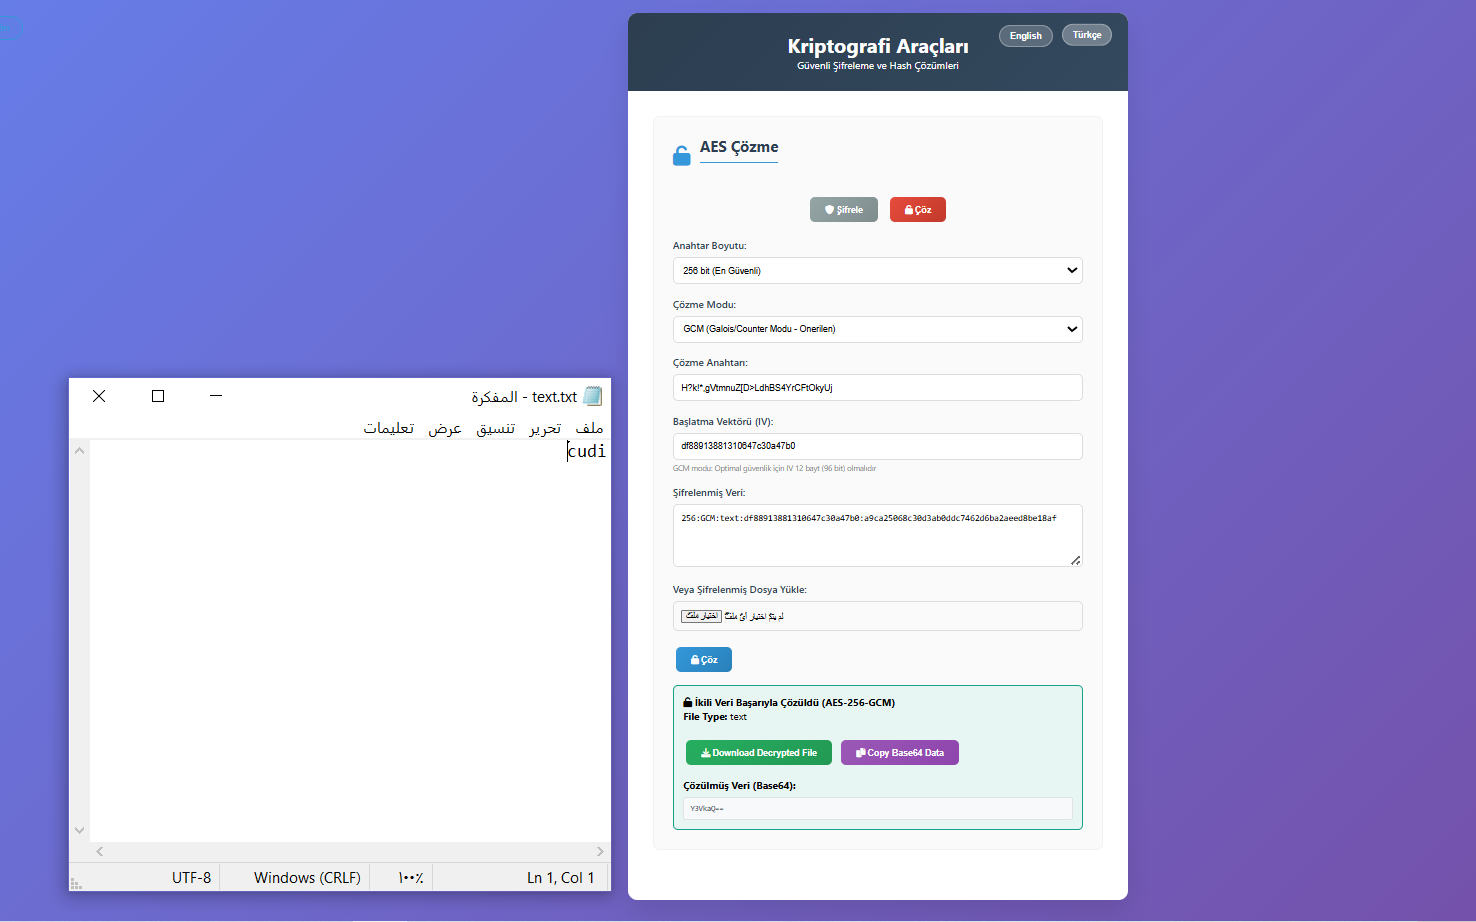 Kriptografi Araçları
Güvenli Şifreleme ve Hash Çözümleri
English
Türkçe
AES Çözme
Şifrele
Çöz
Anahtar Boyutu:
256 bit (En Güvenli)
Çözme Modu:
GCM (Galois/Counter Modu - Önerilen)
Çözme Anahtarı:
H?k!*,gVtmnuZ[D>LdhBS4YrCFtOkyUj
Başlatma Vektörü (IV):
df88913881310647c30a47b0
GCM modu: Optimal güvenlik için IV 12 bayt (96 bit) olmalıdır
Şifrelenmiş Veri:
256:GCM:text:df88913881310647c30a47b0:a9ca25068c30d3ab0ddc7462d6ba2aeed8be18af
Veya Şifrelenmiş Dosya Yükle:
اختيار ملف لم يتم اختيار أي ملف
Çöz
İkili Veri Başarıyla Çözüldü (AES-256-GCM)
File Type: text
Download Decrypted File
Copy Base64 Data
Çözülmüş Veri (Base64):
Y3VkaQ==
text.txt - المفكرة
ملف تحرير تنسيق عرض تعليمات
cudi
UTF-8
Windows (CRLF)
١٠٠٪
Ln 1, Col 1